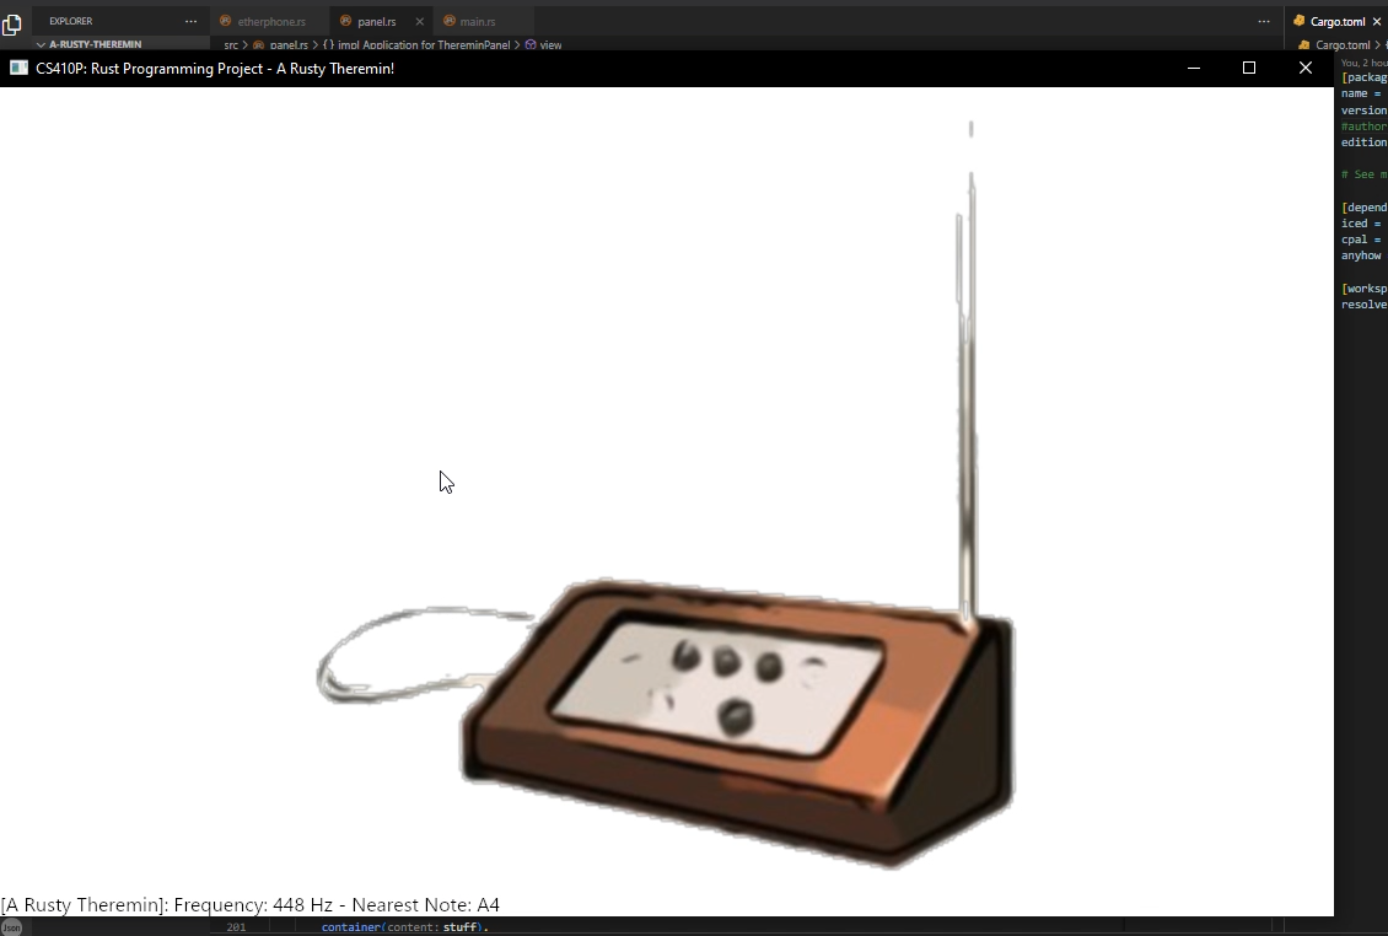 EXPLORER ... etherphone.rs panel.rs main.rs ... Cargo.toml
A-RUSTY-THEREMIN src > panel.rs > {} impl Application for ThereminPanel > view Cargo.toml >
CS410P: Rust Programming Project - A Rusty Theremin!
You, 2 hou
[packag
name =
version
#author
edition
# See m
[depend
iced =
cpal =
anyhow
[worksp
resolve
[A Rusty Theremin]: Frequency: 448 Hz - Nearest Note: A4
Json 201 container(content: stuff).